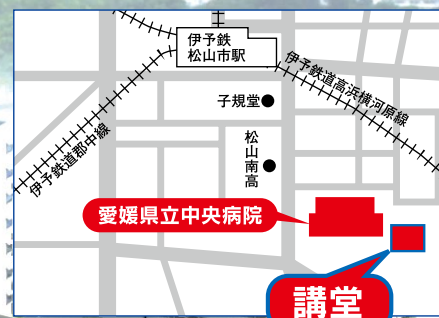 伊予鉄
松山市駅
伊予鉄道高浜横河原線
子規堂
伊予鉄道郡中線
松山南高
愛媛県立中央病院
講堂